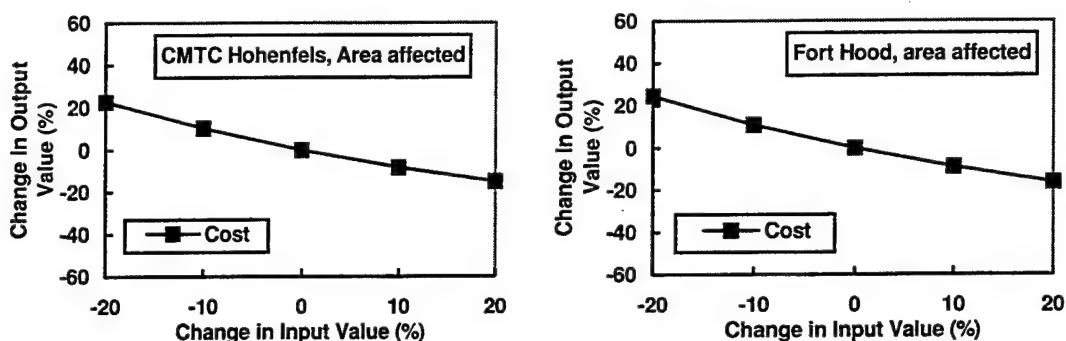 CMTC Hohenfels, Area affected
Change In Output
Value (%)
60
40
20
0
-20
-40
-60
Cost
-20 -10 0 10 20
Change in Input Value (%)
Fort Hood, area affected
Change In Output
Value (%)
60
40
20
0
-20
-40
-60
Cost
-20 -10 0 10 20
Change in Input Value (%)